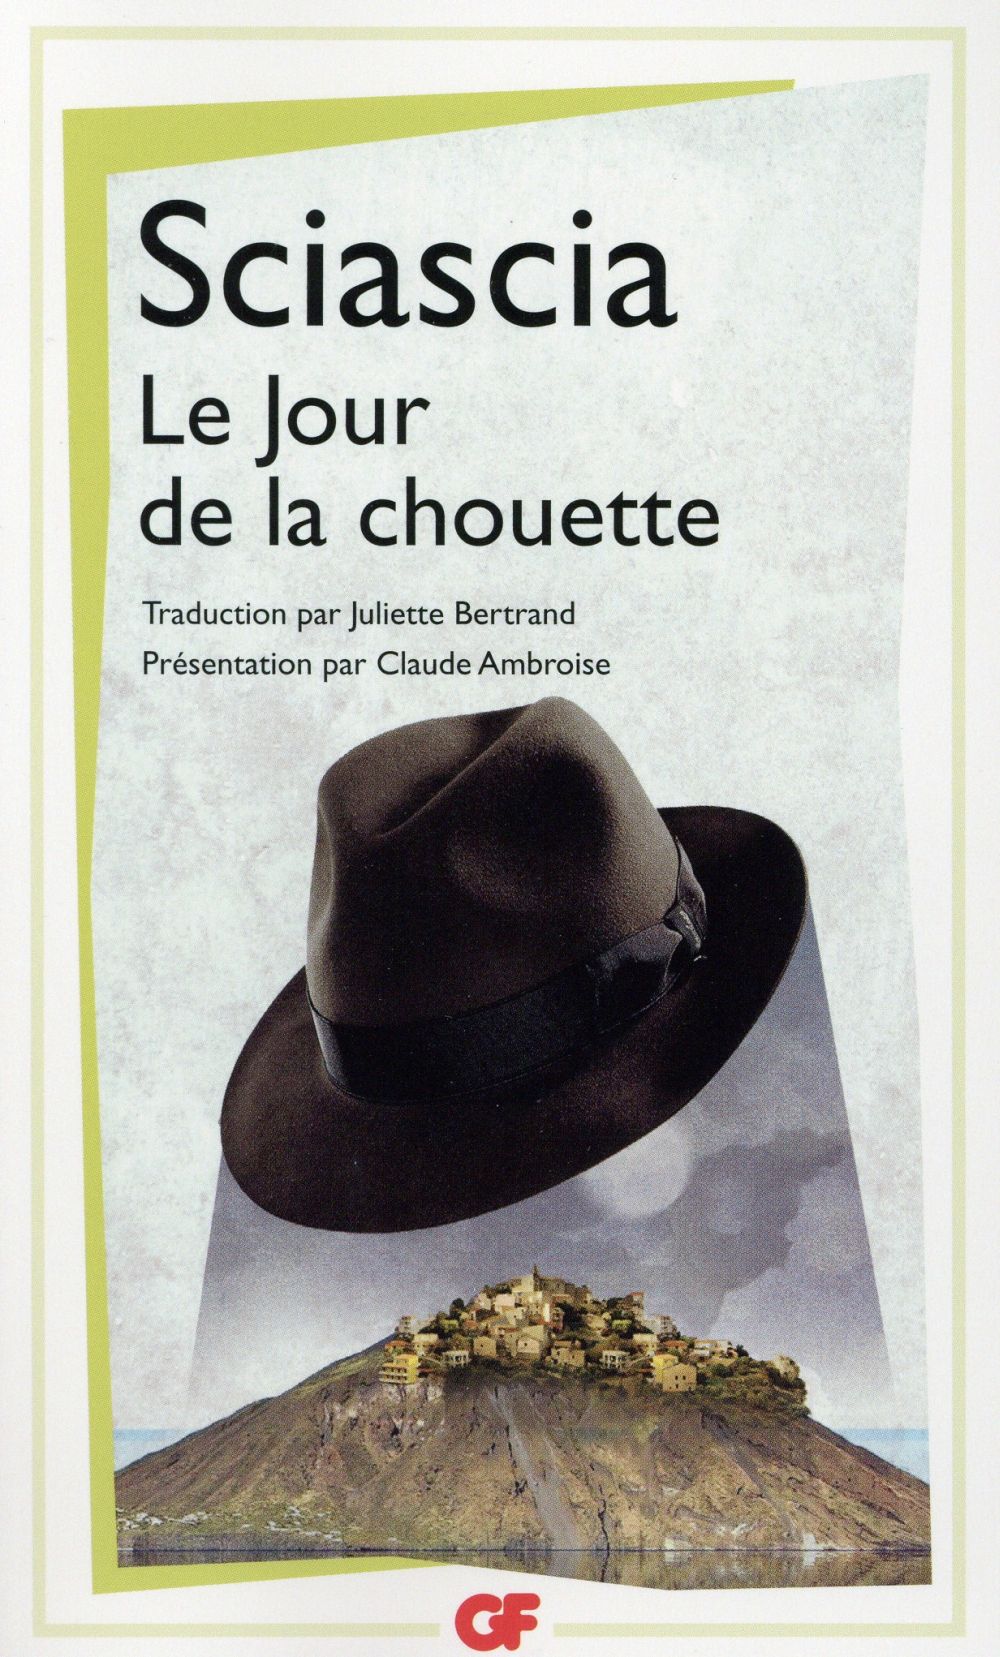 Sciascia
Le Jour
de la chouette
Traduction par Juliette Bertrand
Présentation par Claude Ambroise
GF